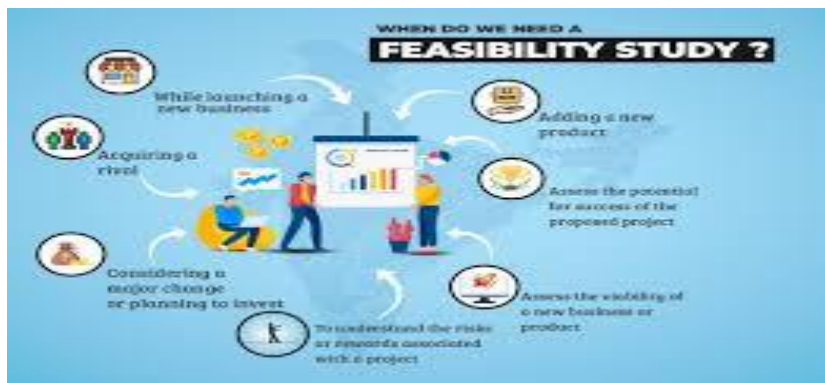 WHEN DO WE NEED A
FEASIBILITY STUDY ?
While launching a
new business
Adding a new
product
Acquiring a
rival
Assess the potential
for success of the
proposed project
Considering a
major change
or planning to invest
Assess the viability of
a new business or
product
To understand the risks
or rewards associated
with a project